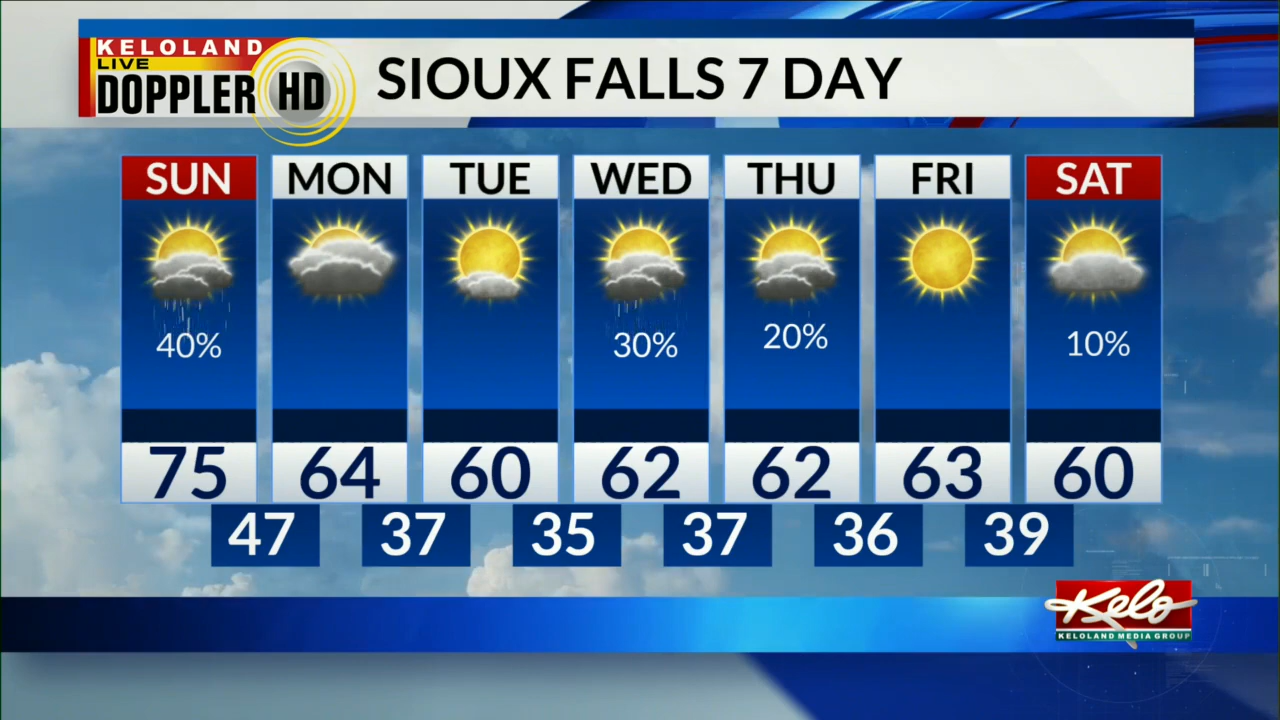 KELOLAND
LIVE
DOPPLER HD
SIOUX FALLS 7 DAY
SUN MON TUE WED THU FRI SAT
40% 30% 20% 10%
75 64 60 62 62 63 60
47 37 35 37 36 39
Kelo
KELOLAND MEDIA GROUP